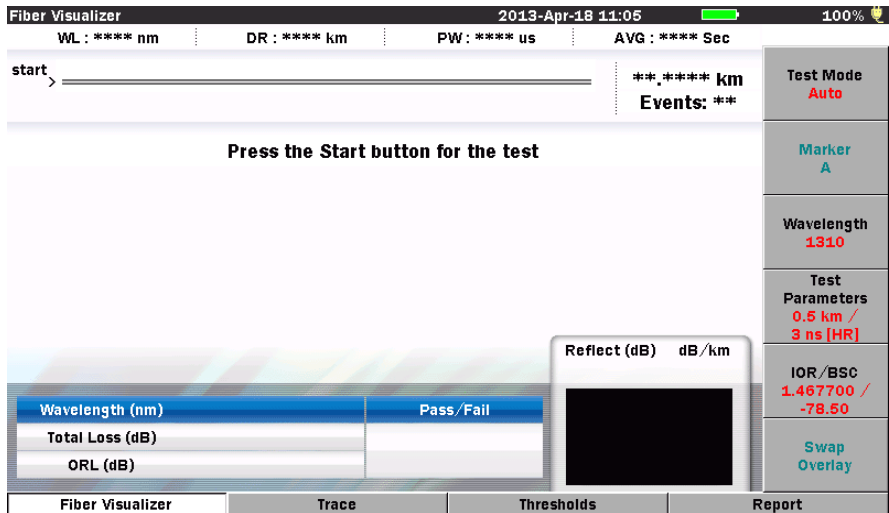 Fiber Visualizer 2013-Apr-18 11:05 100%
WL : **** nm DR : **** km PW : **** us AVG : **** Sec
start> **.**** km
Events: **
Press the Start button for the test
Test Mode
Auto
Marker
A
Wavelength
1310
Test
Parameters
0.5 km /
3 ns [HR]
IOR/BSC
1.467700 /
-78.50
Swap
Overlay
Reflect (dB) dB/km
Wavelength (nm) Pass/Fail
Total Loss (dB)
ORL (dB)
Fiber Visualizer Trace Thresholds Report